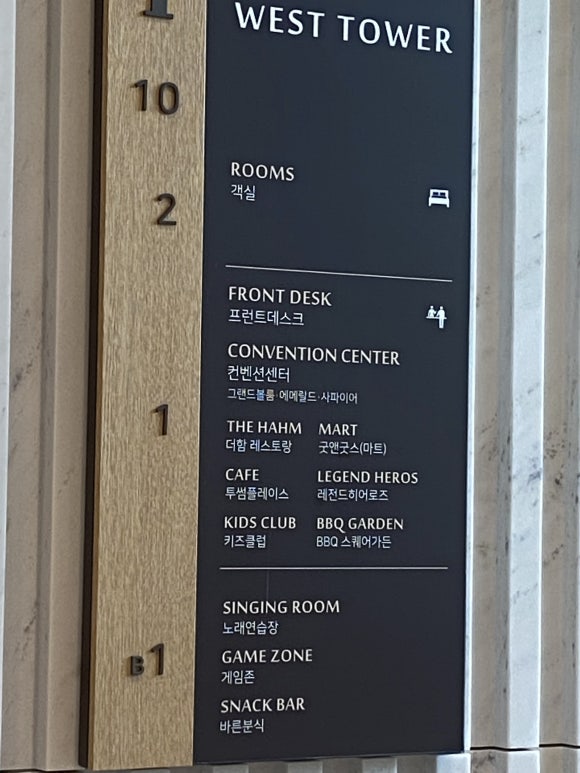 WEST TOWER
10
ROOMS
객실
2
FRONT DESK
프런트데스크
CONVENTION CENTER
컨벤션센터
그랜드볼룸·에메랄드·사파이어
1
THE HAHM MART
더함 레스토랑 굿앤굿스(마트)
CAFE LEGEND HEROS
투썸플레이스 레전드히어로즈
KIDS CLUB BBQ GARDEN
키즈클럽 BBQ 스퀘어가든
SINGING ROOM
노래연습장
B1
GAME ZONE
게임존
SNACK BAR
바른분식